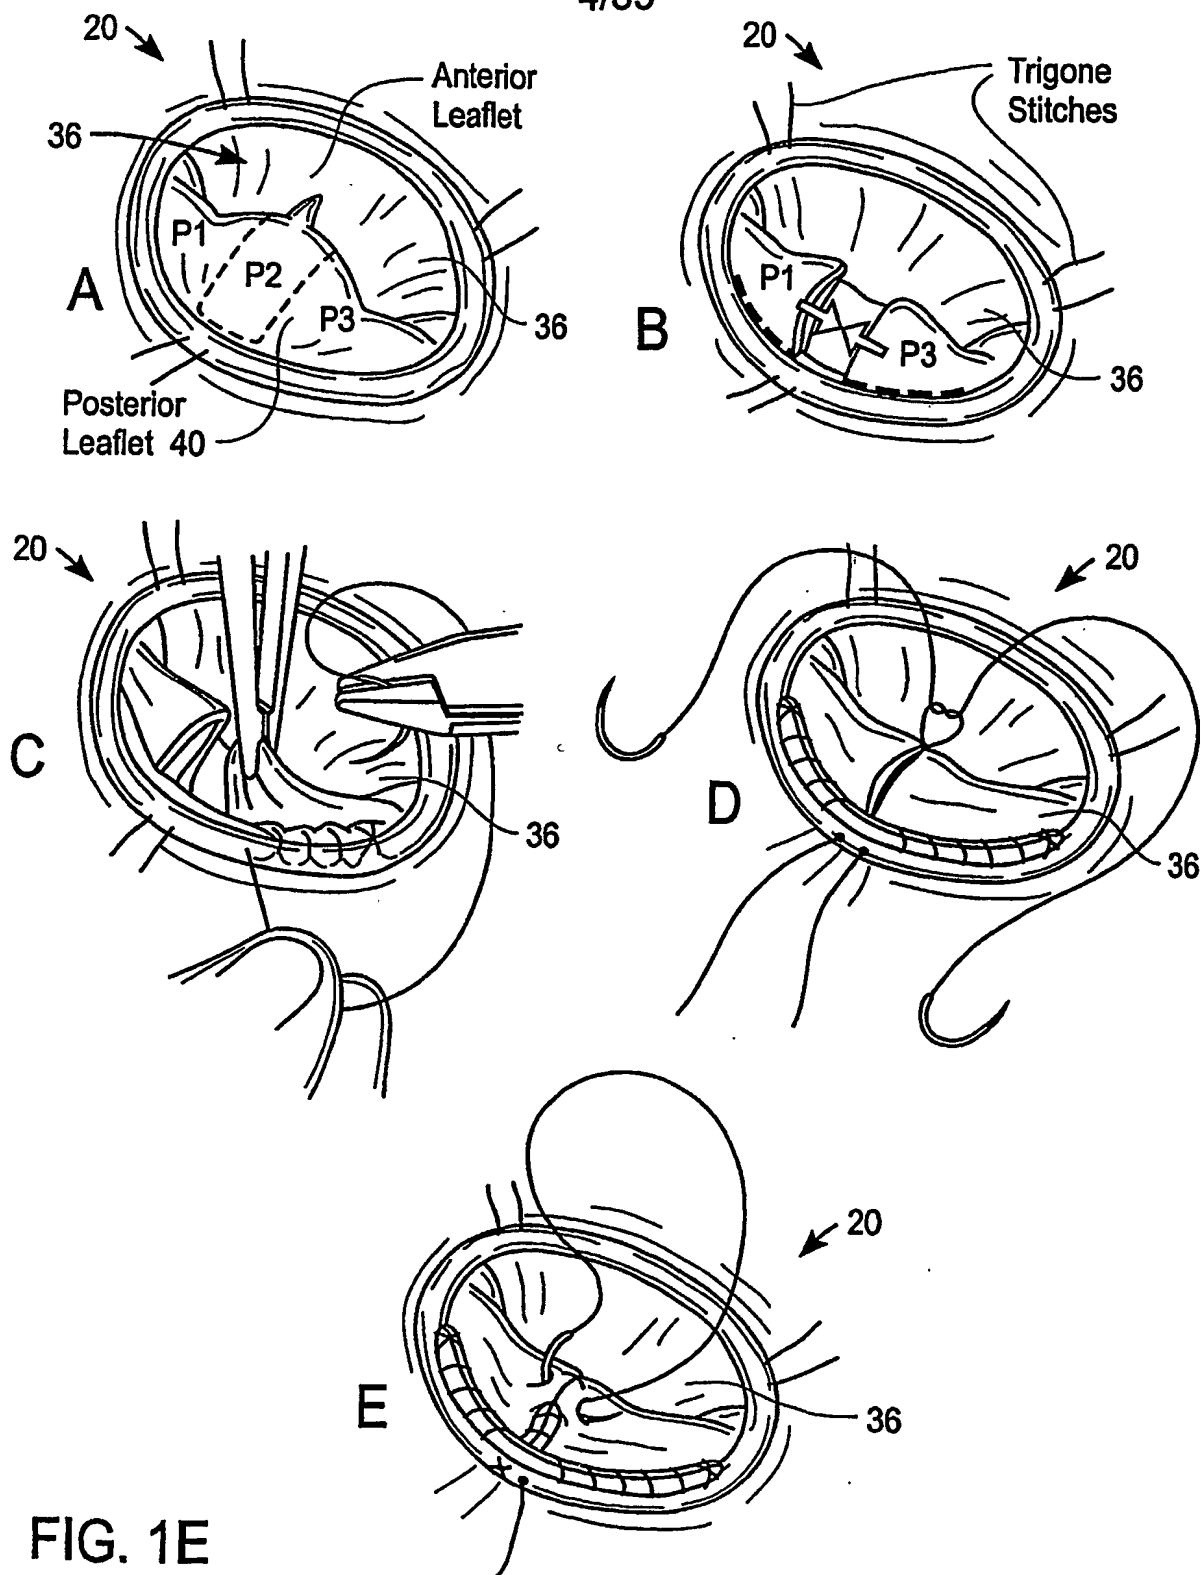 20
Anterior
Leaflet
36
P1
P2
P3
A
36
Posterior
Leaflet 40
20
Trigone
Stitches
P1
P3
B
36
20
C
36
20
D
36
20
E
36
FIG. 1E